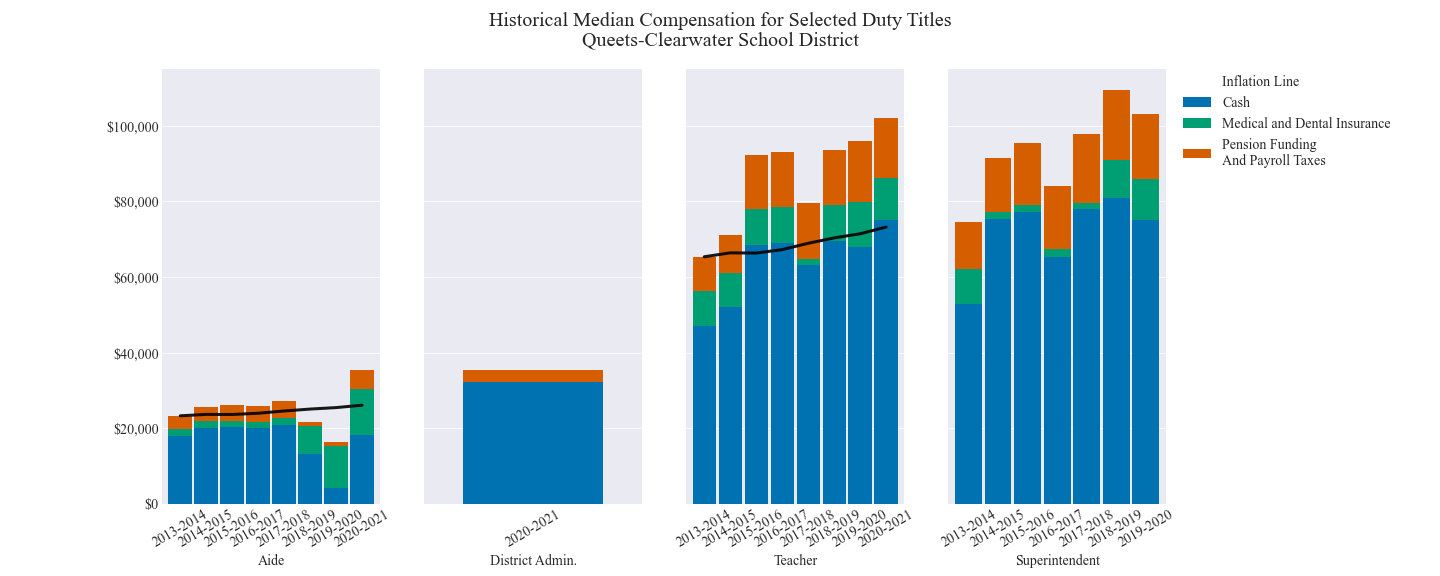 Historical Median Compensation for Selected Duty Titles
Queets-Clearwater School District
$100,000
$80,000
$60,000
$40,000
$20,000
$0
2013-2014
2014-2015
2015-2016
2016-2017
2017-2018
2018-2019
2019-2020
2020-2021
Aide
2020-2021
District Admin.
2013-2014
2014-2015
2015-2016
2016-2017
2017-2018
2018-2019
2019-2020
2020-2021
Teacher
2013-2014
2014-2015
2015-2016
2016-2017
2017-2018
2018-2019
2019-2020
Superintendent
Inflation Line
Cash
Medical and Dental Insurance
Pension Funding
And Payroll Taxes